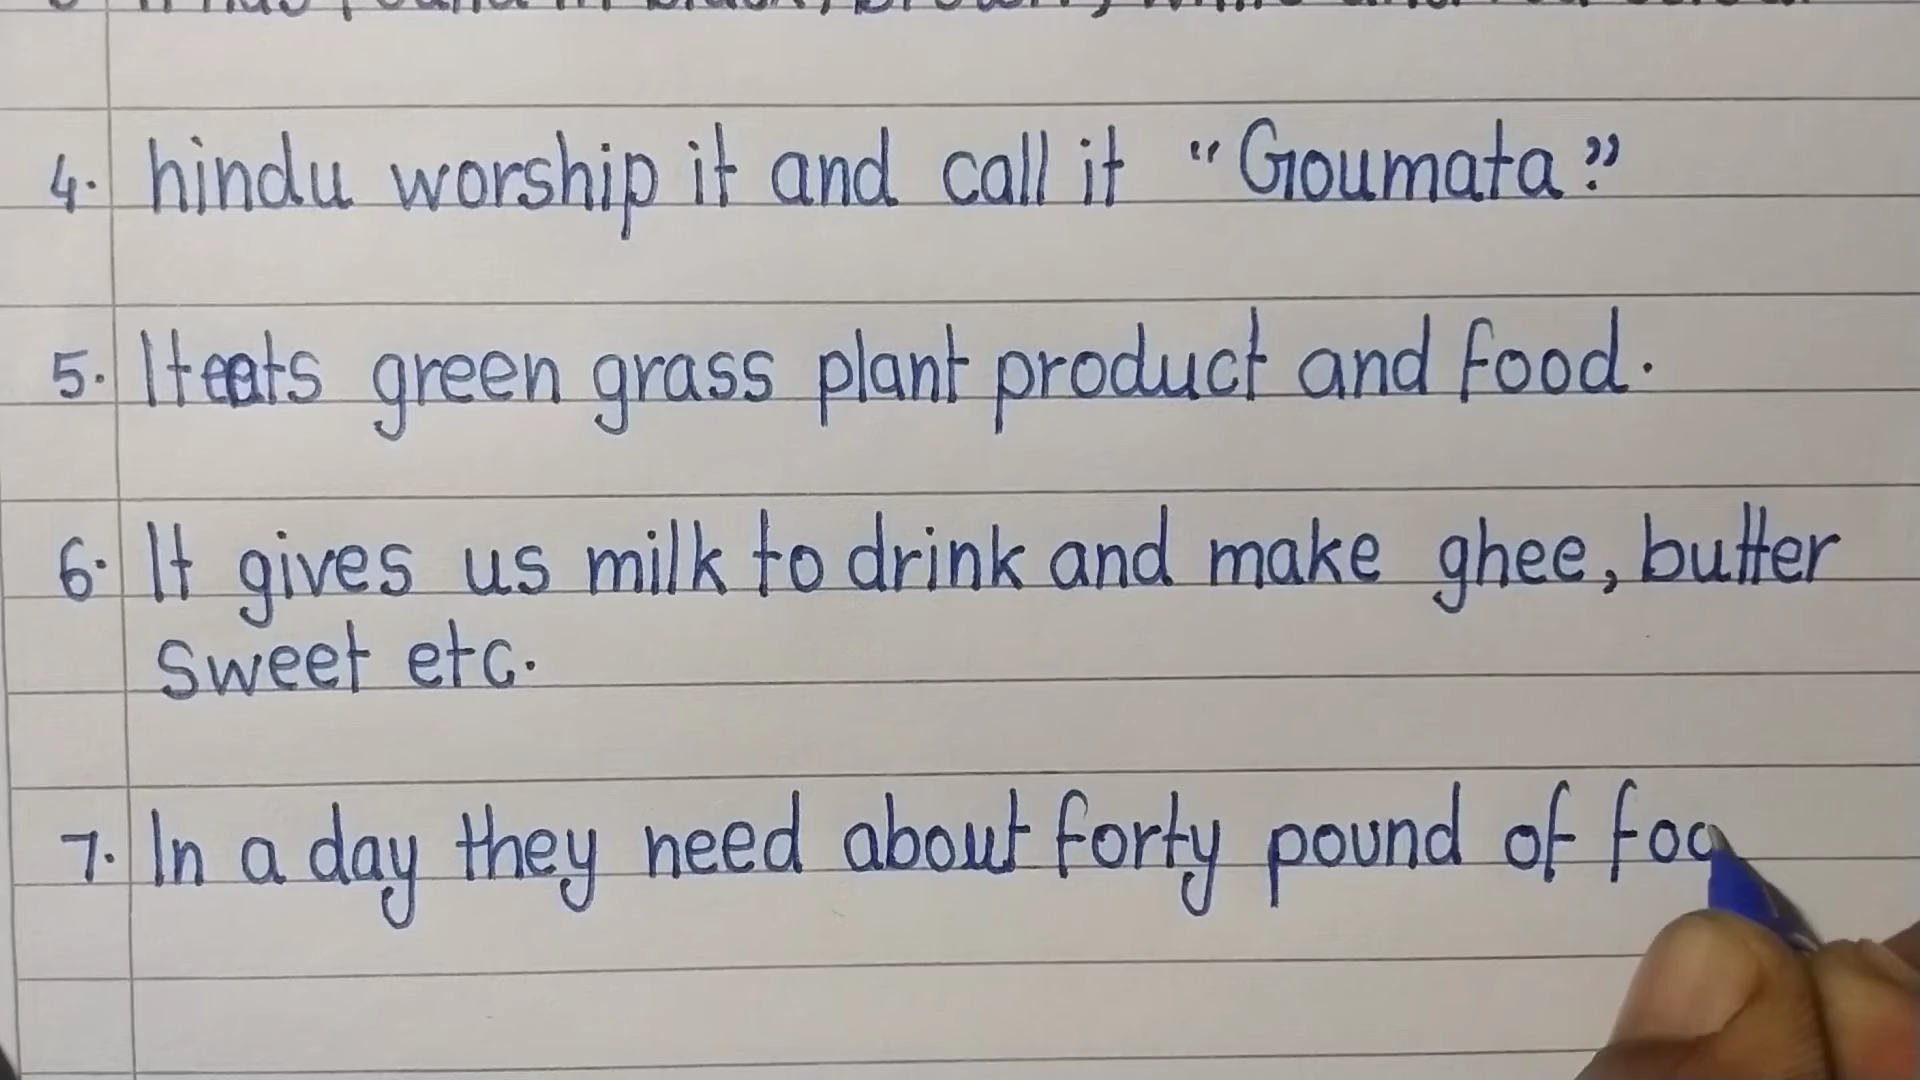 4. hindu worship it and call it "Goumata."
5. It eats green grass plant product and food.
6. It gives us milk to drink and make ghee, butter
sweet etc.
7. In a day they need about forty pound of foo